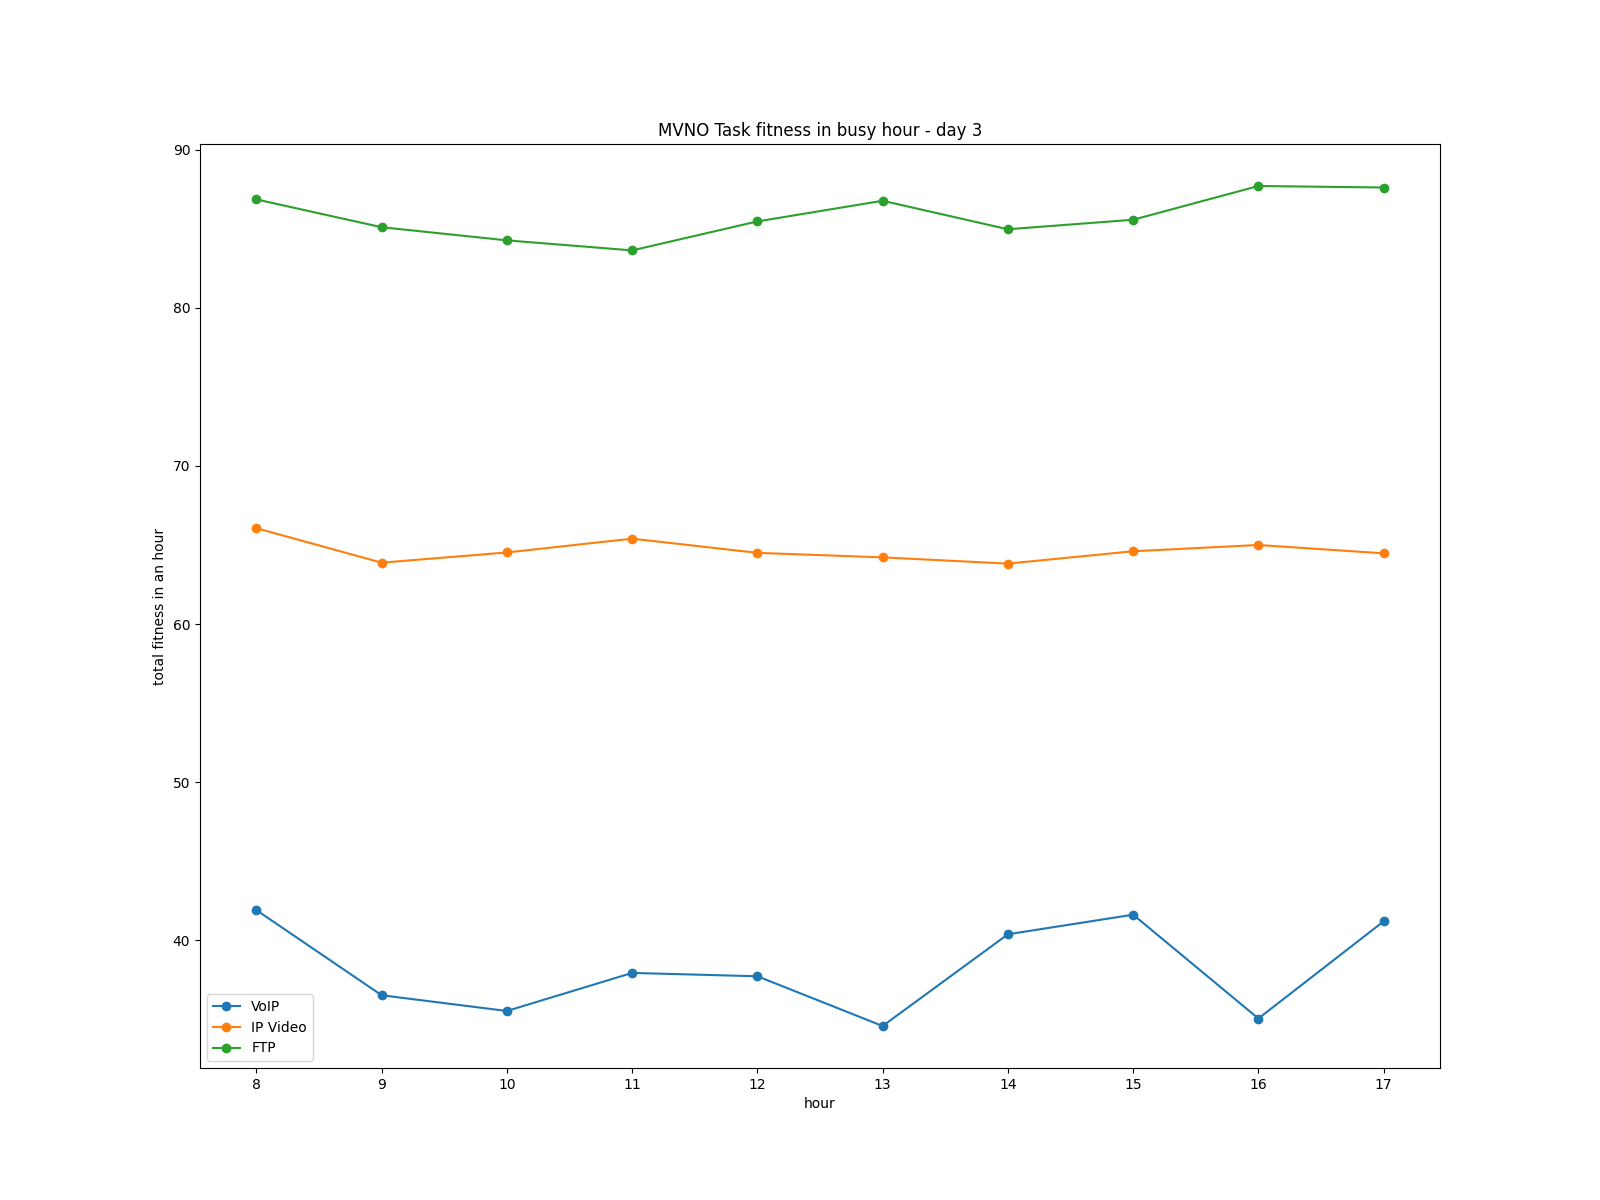 MVNO Task fitness in busy hour - day 3
90
80
70
60
50
40
total fitness in an hour
VoIP
IP Video
FTP
8 9 10 11 12 13 14 15 16 17
hour